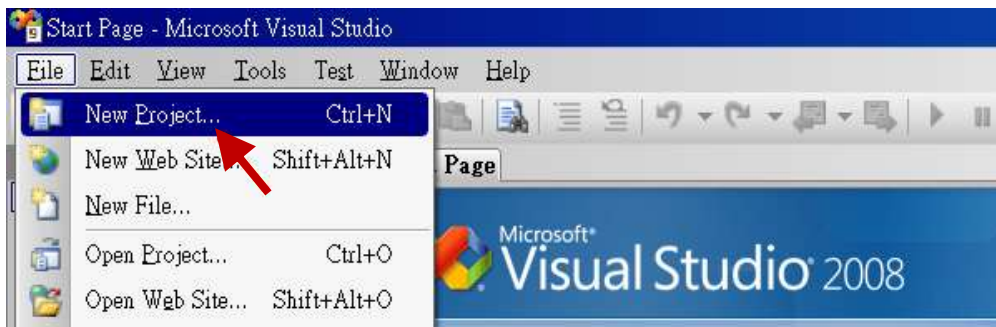 Start Page - Microsoft Visual Studio
File Edit View Tools Test Window Help
New Project... Ctrl+N
New Web Site... Shift+Alt+N
Page
New File...
Open Project... Ctrl+O
Open Web Site... Shift+Alt+O
Microsoft
Visual Studio 2008